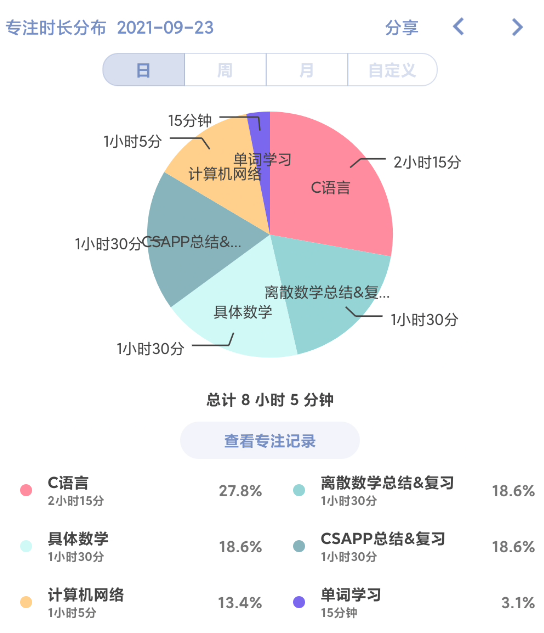 专注时长分布 2021-09-23
分享
日 周 月 自定义
15分钟
1小时5分
单词学习
2小时15分
计算机网络
C语言
1小时30分
CSAPP总结&...
离散数学总结&复...
具体数学
1小时30分
1小时30分
总计 8 小时 5 分钟
查看专注记录
C语言
2小时15分
27.8%
离散数学总结&复习
1小时30分
18.6%
具体数学
1小时30分
18.6%
CSAPP总结&复习
1小时30分
18.6%
计算机网络
1小时5分
13.4%
单词学习
15分钟
3.1%